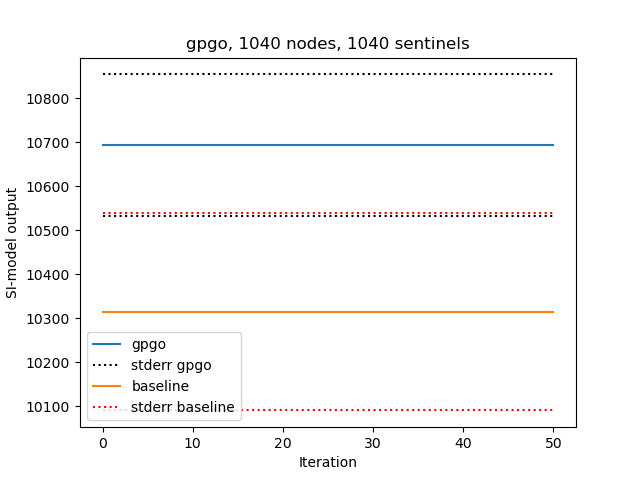 gpgo, 1040 nodes, 1040 sentinels
10800
10700
10600
10500
10400
10300
10200
10100
SI-model output
gpgo
stderr gpgo
baseline
stderr baseline
0 10 20 30 40 50
Iteration